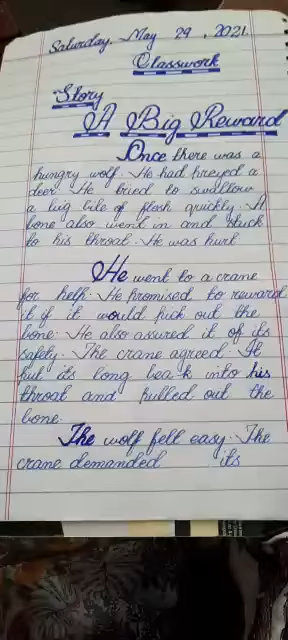 Saturday, May 29, 2021.
Classwork
Story
A Big Reward
Once there was a
hungry wolf. He had preyed a
deer. He tried to swallow
a big bite of flesh quickly. A
bone also went in and stuck
to his throat. He was hurt.
He went to a crane
for help. He promised to reward
it if it would pick out the
bone. He also assured it of its
safety. The crane agreed. It
put its long beak into his
throat and pulled out the
bone.
The wolf felt easy. The
crane demanded its